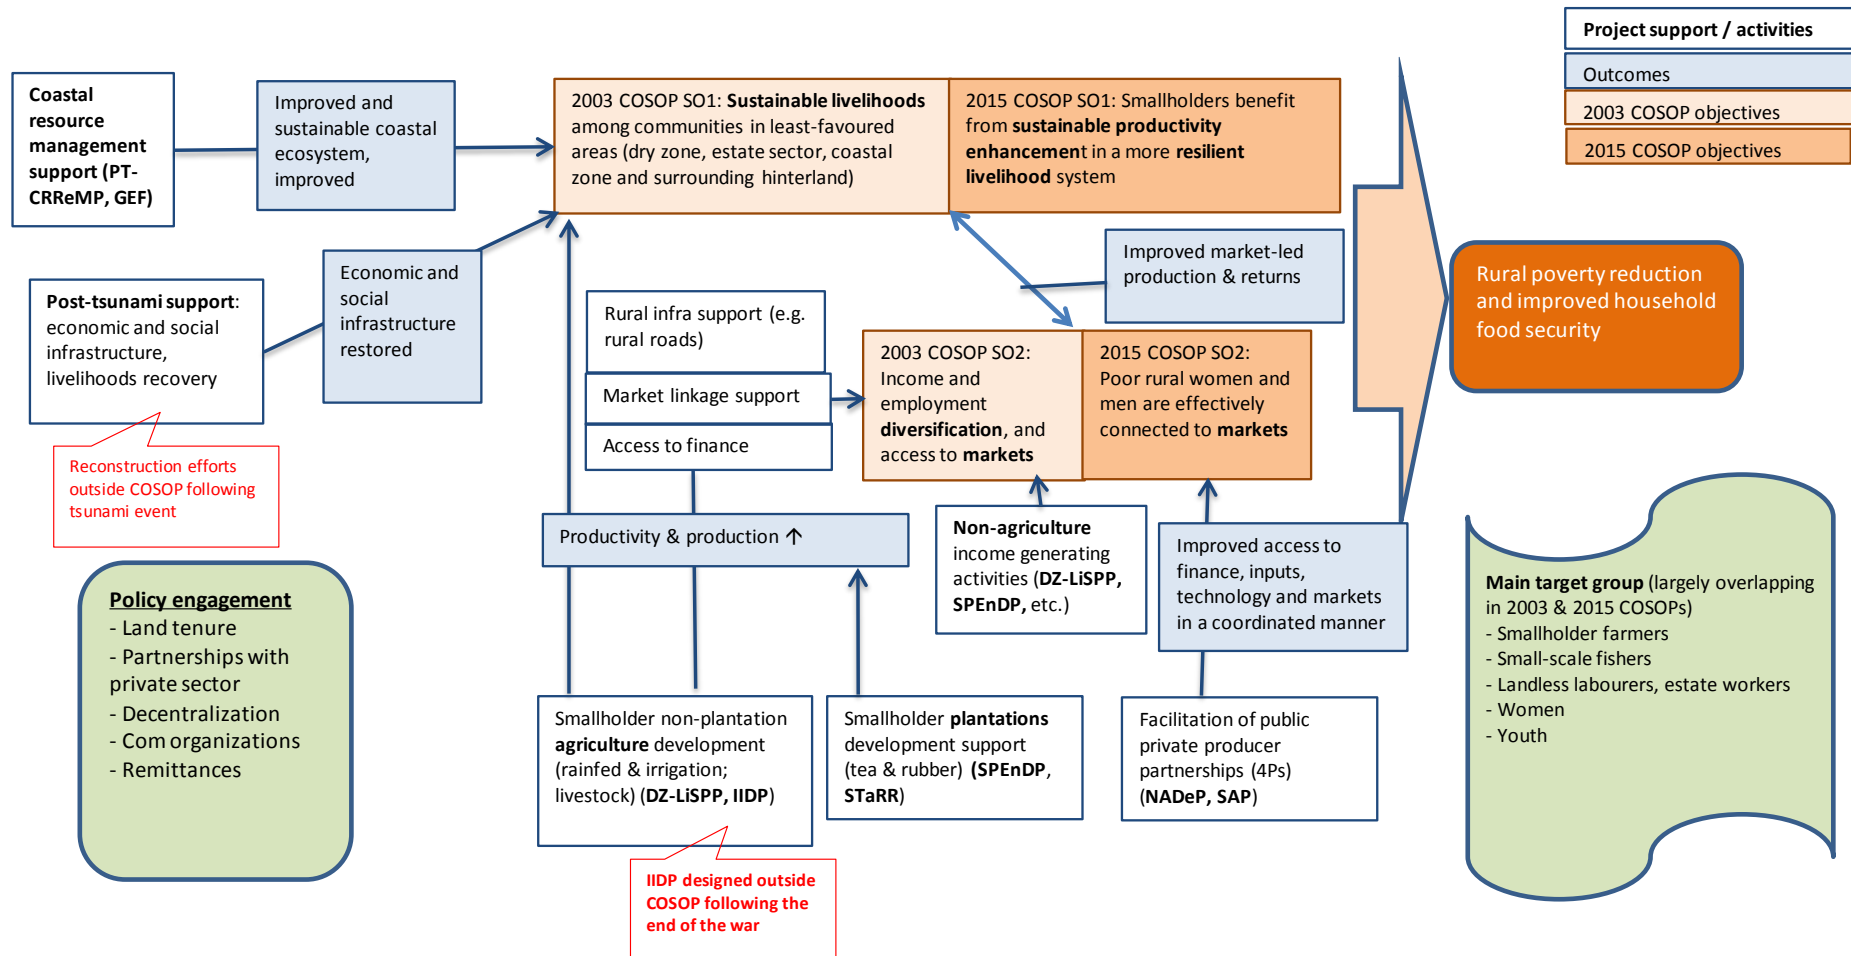 Project support / activities
Outcomes
2003 COSOP objectives
2015 COSOP objectives
Coastal
resource
management
support (PT-
CRReMP, GEF)
Improved and
sustainable coastal
ecosystem,
improved
2003 COSOP SO1: Sustainable livelihoods
among communities in least-favoured
areas (dry zone, estate sector, coastal
zone and surrounding hinterland)
2015 COSOP SO1: Smallholders benefit
from sustainable productivity
enhancement in a more resilient
livelihood system
Post-tsunami support:
economic and social
infrastructure,
livelihoods recovery
Economic and
social
infrastructure
restored
Reconstruction efforts
outside COSOP following
tsunami event
Improved market-led
production & returns
Rural infra support (e.g.
rural roads)
Market linkage support
Access to finance
2003 COSOP SO2:
Income and
employment
diversification, and
access to markets
2015 COSOP SO2:
Poor rural women and
men are effectively
connected to markets
Rural poverty reduction
and improved household
food security
Productivity & production ↑
Non-agriculture
income generating
activities (DZ-LiSPP,
SPEnDP, etc.)
Improved access to
finance, inputs,
technology and markets
in a coordinated manner
Policy engagement
- Land tenure
- Partnerships with
private sector
- Decentralization
- Com organizations
- Remittances
Smallholder non-plantation
agriculture development
(rainfed & irrigation;
livestock) (DZ-LiSPP, IIDP)
Smallholder plantations
development support
(tea & rubber) (SPEnDP,
STaRR)
Facilitation of public
private producer
partnerships (4Ps)
(NADeP, SAP)
IIDP designed outside
COSOP following the
end of the war
Main target group (largely overlapping
in 2003 & 2015 COSOPs)
- Smallholder farmers
- Small-scale fishers
- Landless labourers, estate workers
- Women
- Youth